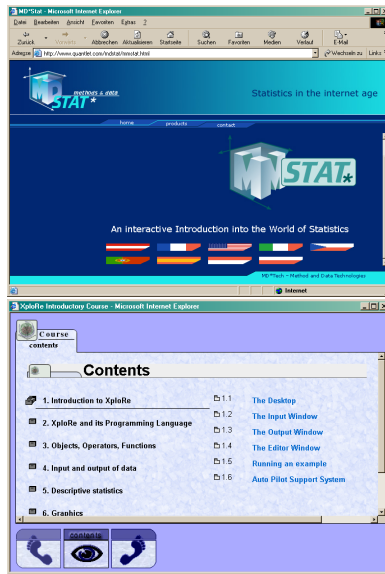 MD*Stat - Microsoft Internet Explorer
Datei Bearbeiten Ansicht Favoriten Extras ?
Zurück Vorwärts Abbrechen Aktualisieren Startseite Suchen Favoriten Medien Verlauf E-Mail
Adresse http://www.quantlet.com/mdstat/mmstat.html Wechseln zu Links
methods & data
STAT*
Statistics in the internet age
home products contact
MM STAT*
An interactive Introduction into the World of Statistics
MD*Tech - Method and Data Technologies
Internet
XploRe Introductory Course - Microsoft Internet Explorer
Course
contents
Contents
1. Introduction to XploRe
2. XploRe and its Programming Language
3. Objects, Operators, Functions
4. Input and output of data
5. Descriptive statistics
6. Graphics
1.1 The Desktop
1.2 The Input Window
1.3 The Output Window
1.4 The Editor Window
1.5 Running an example
1.6 Auto Pilot Support System
contents